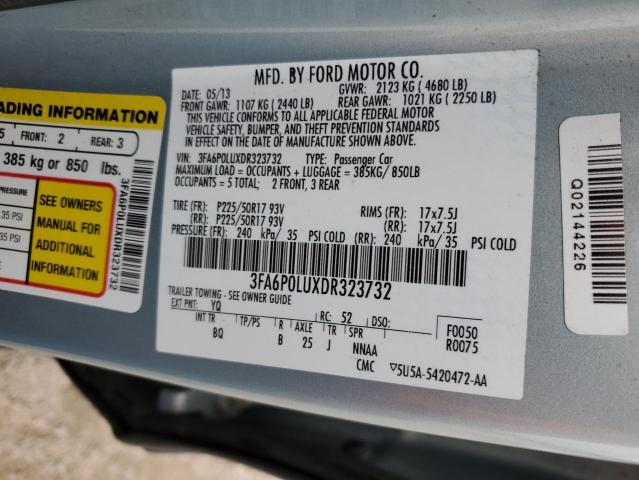 ADING INFORMATION
5 FRONT: 2 REAR: 3
385 kg or 850 lbs.
PRESSURE
35 PSI
35 PSI
SEE OWNERS
MANUAL FOR
ADDITIONAL
INFORMATION
3FA6P0LUXDR323732
MFD. BY FORD MOTOR CO.
DATE: 05/13 GVWR: 2123 KG ( 4680 LB)
FRONT GAWR: 1107 KG ( 2440 LB) REAR GAWR: 1021 KG ( 2250 LB)
THIS VEHICLE CONFORMS TO ALL APPLICABLE FEDERAL MOTOR
VEHICLE SAFETY, BUMPER, AND THEFT PREVENTION STANDARDS
IN EFFECT ON THE DATE OF MANUFACTURE SHOWN ABOVE.
VIN: 3FA6P0LUXDR323732 TYPE: Passenger Car
MAXIMUM LOAD = OCCUPANTS + LUGGAGE = 385KG/ 850LB
OCCUPANTS = 5 TOTAL; 2 FRONT, 3 REAR
TIRE (FR): P225/50R17 93V RIMS (FR): 17x7.5J
(RR): P225/50R17 93V (RR): 17x7.5J
PRESSURE (FR): 240 kPa/ 35 PSI COLD (RR): 240 kPa/ 35 PSI COLD
3FA6P0LUXDR323732
TRAILER TOWING - SEE OWNER GUIDE
EXT PNT: YQ RC: 52 DSO: F0050
INT TR TP/PS R AXLE TR SPR R0075
BQ B 25 J NNAA
CMC ▽5U5A-5420472-AA
Q02144226